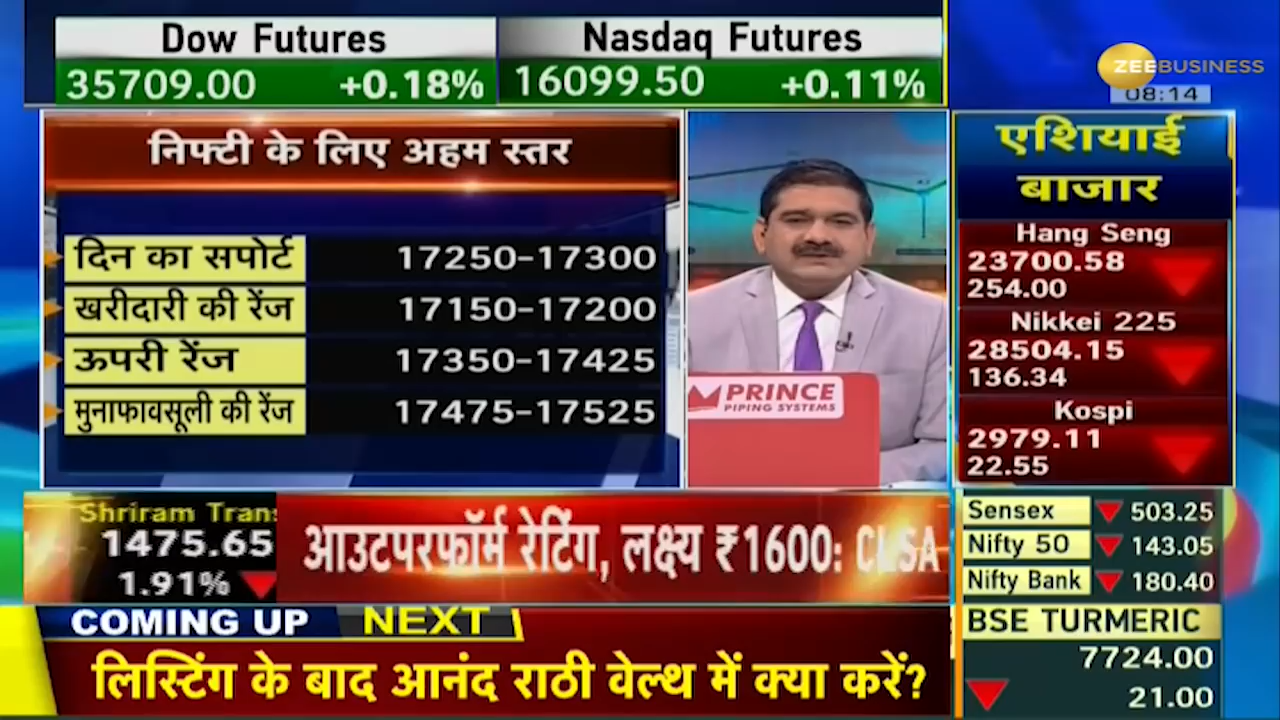 Dow Futures
35709.00 +0.18%
Nasdaq Futures
16099.50 +0.11%
ZEEBUSINESS
08:14
निफ्टी के लिए अहम स्तर
दिन का सपोर्ट 17250-17300
खरीदारी की रेंज 17150-17200
ऊपरी रेंज 17350-17425
मुनाफावसूली की रेंज 17475-17525
PRINCE
PIPING SYSTEMS
एशियाई
बाजार
Hang Seng
23700.58
254.00
Nikkei 225
28504.15
136.34
Kospi
2979.11
22.55
Shriram Trans
1475.65
1.91%
आउटपरफॉर्म रेटिंग, लक्ष्य ₹1600: CLSA
Sensex 503.25
Nifty 50 143.05
Nifty Bank 180.40
COMING UP NEXT
लिस्टिंग के बाद आनंद राठी वेल्थ में क्या करें?
BSE TURMERIC
7724.00
21.00